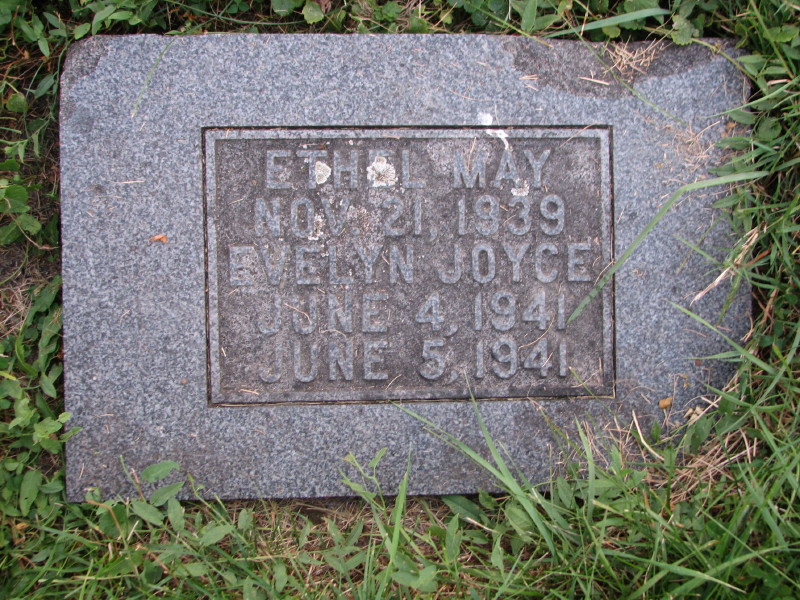 ETHEL MAY
NOV. 21, 1939
EVELYN JOYCE
JUNE 4, 1941
JUNE 5, 1941